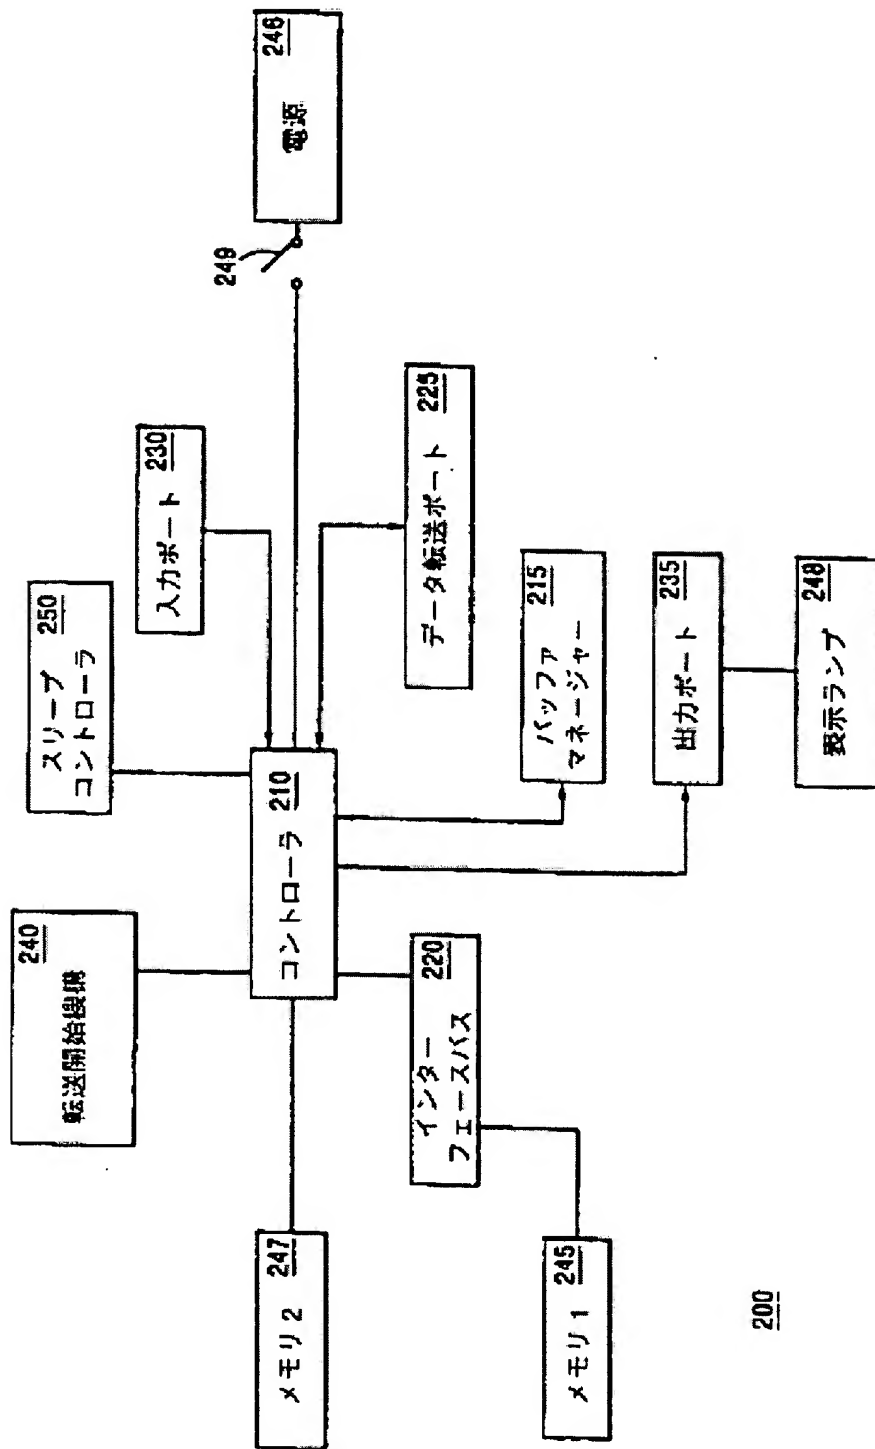 転送開始機構
240
スリープ
コントローラ
250
入力ポート
230
249
電源
246
メモリ2
247
コントローラ
210
インター
フェースバス
220
データ転送ポート
225
バッファ
マネージャー
215
メモリ1
245
出力ポート
235
表示ランプ
248
200